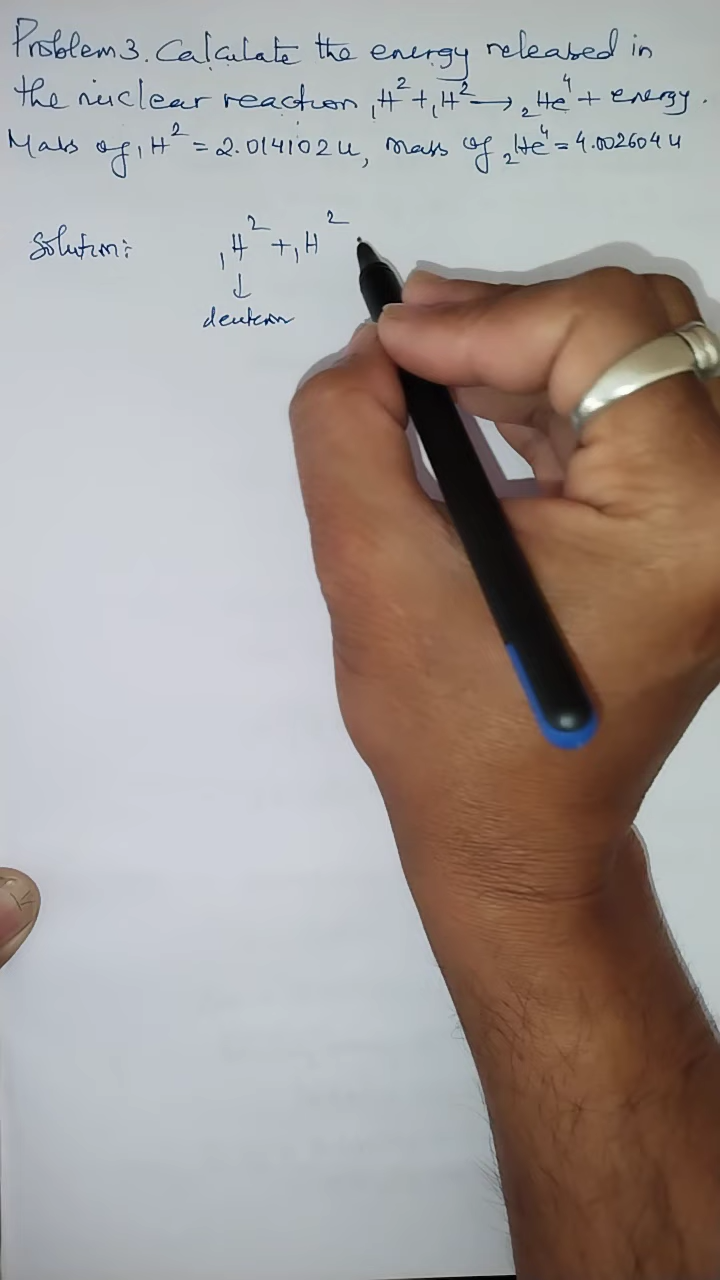 Problem 3. Calculate the energy released in
the nuclear reaction ₁H² + ₁H² → ₂He⁴ + energy.
Mass of ₁H² = 2.014102 u, mass of ₂He⁴ = 4.002604 u
Solution: ₁H² + ₁H²
↓
deuteron